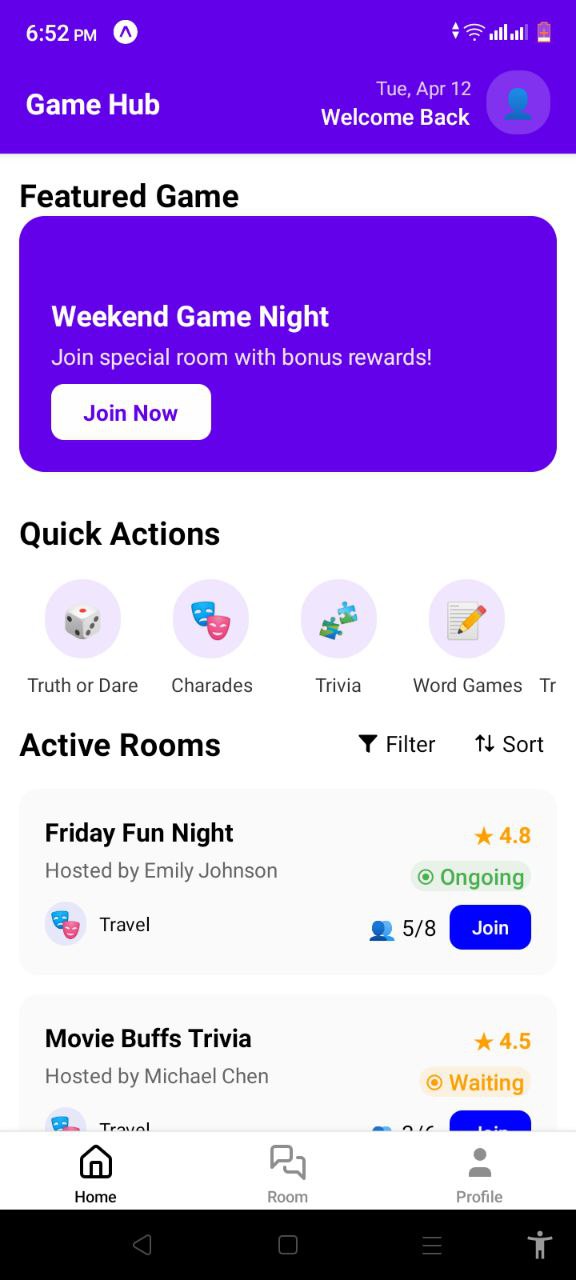 6:52 PM
Game Hub
Tue, Apr 12
Welcome Back
Featured Game
Weekend Game Night
Join special room with bonus rewards!
Join Now
Quick Actions
Truth or Dare Charades Trivia Word Games Tr
Active Rooms Filter Sort
Friday Fun Night ★ 4.8
Hosted by Emily Johnson Ongoing
Travel 5/8 Join
Movie Buffs Trivia ★ 4.5
Hosted by Michael Chen Waiting
Travel Join
Home Room Profile